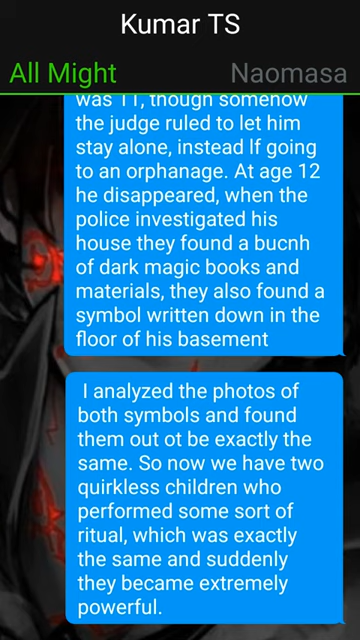 Kumar TS
All Might Naomasa
was 11, though somehow
the judge ruled to let him
stay alone, instead lf going
to an orphanage. At age 12
he disappeared, when the
police investigated his
house they found a bucnh
of dark magic books and
materials, they also found a
symbol written down in the
floor of his basement
I analyzed the photos of
both symbols and found
them out ot be exactly the
same. So now we have two
quirkless children who
performed some sort of
ritual, which was exactly
the same and suddenly
they became extremely
powerful.